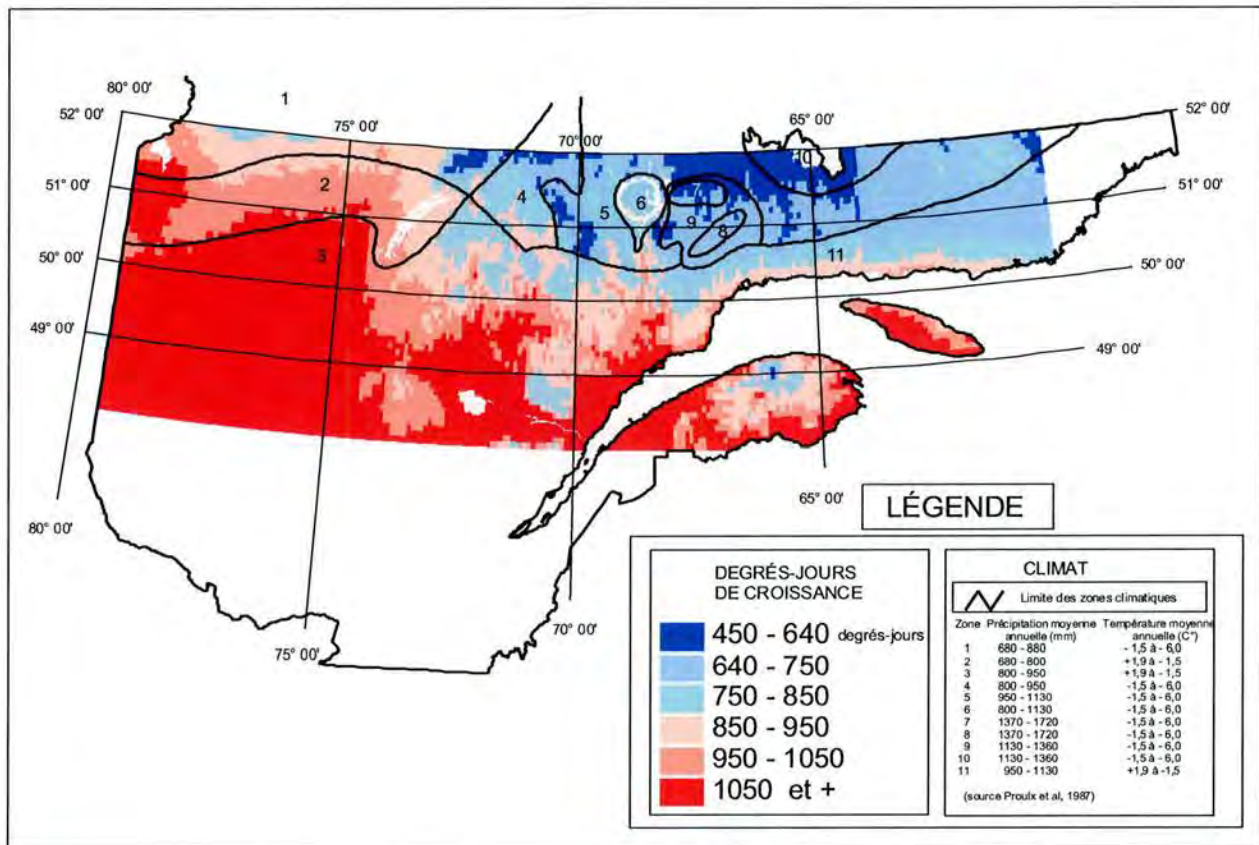 1
80° 00'
52° 00'
75° 00'
70° 00'
65° 00'
52° 00'
51° 00'
2
4
5
6
7
9
8
10
51° 00'
50° 00'
3
11
50° 00'
49° 00'
49° 00'
80° 00'
75° 00'
70° 00'
65° 00'
LÉGENDE
DEGRÉS-JOURS
DE CROISSANCE
450 - 640 degrés-jours
640 - 750
750 - 850
850 - 950
950 - 1050
1050 et +
CLIMAT
Limite des zones climatiques
Zone Précipitation moyenne Température moyenne
annuelle (mm) annuelle (C°)
1 680 - 880 - 1,5 à - 6,0
2 680 - 800 +1,9 à - 1,5
3 800 - 950 +1,9 à - 1,5
4 800 - 950 -1,5 à - 6,0
5 950 - 1130 -1,5 à - 6,0
6 800 - 1130 -1,5 à - 6,0
7 1370 - 1720 -1,5 à - 6,0
8 1370 - 1720 -1,5 à - 6,0
9 1130 - 1360 -1,5 à - 6,0
10 1130 - 1360 -1,5 à - 6,0
11 950 - 1130 +1,9 à -1,5
(source Proulx et al, 1987)